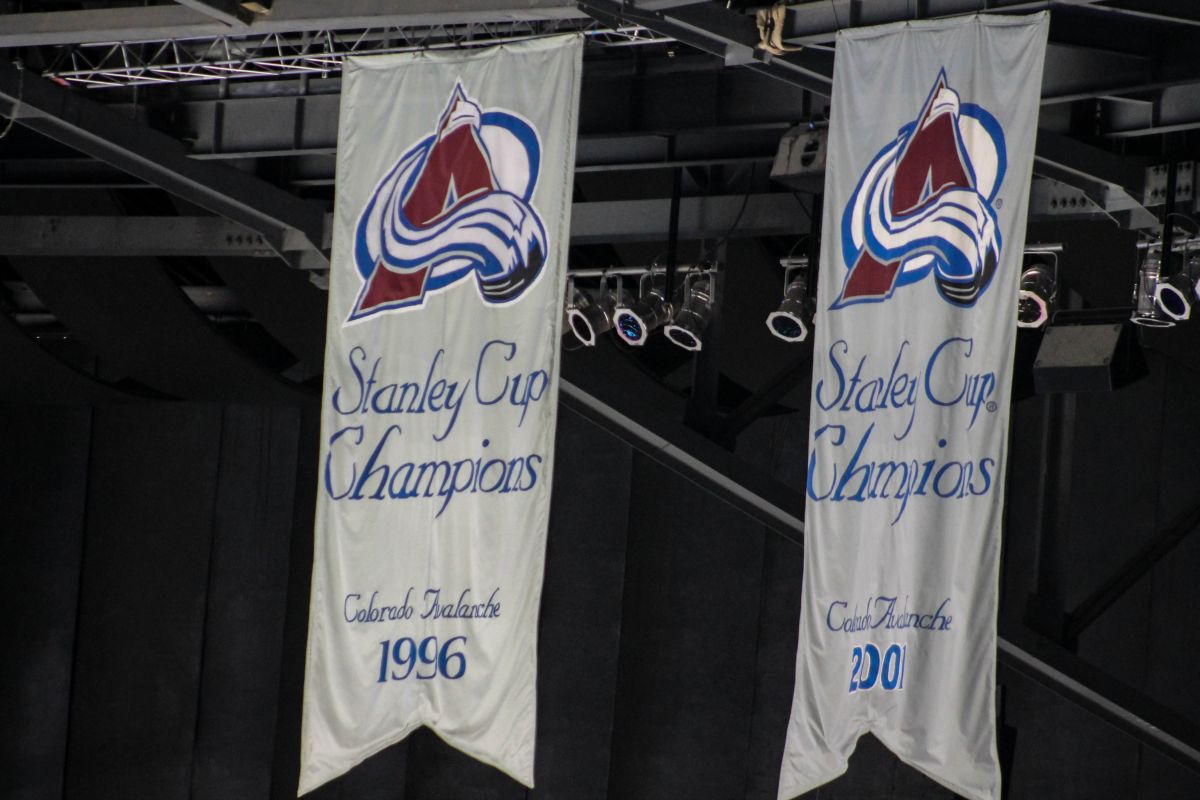 Stanley Cup
Champions
Colorado Avalanche
1996
Stanley Cup®
Champions
Colorado Avalanche
2001